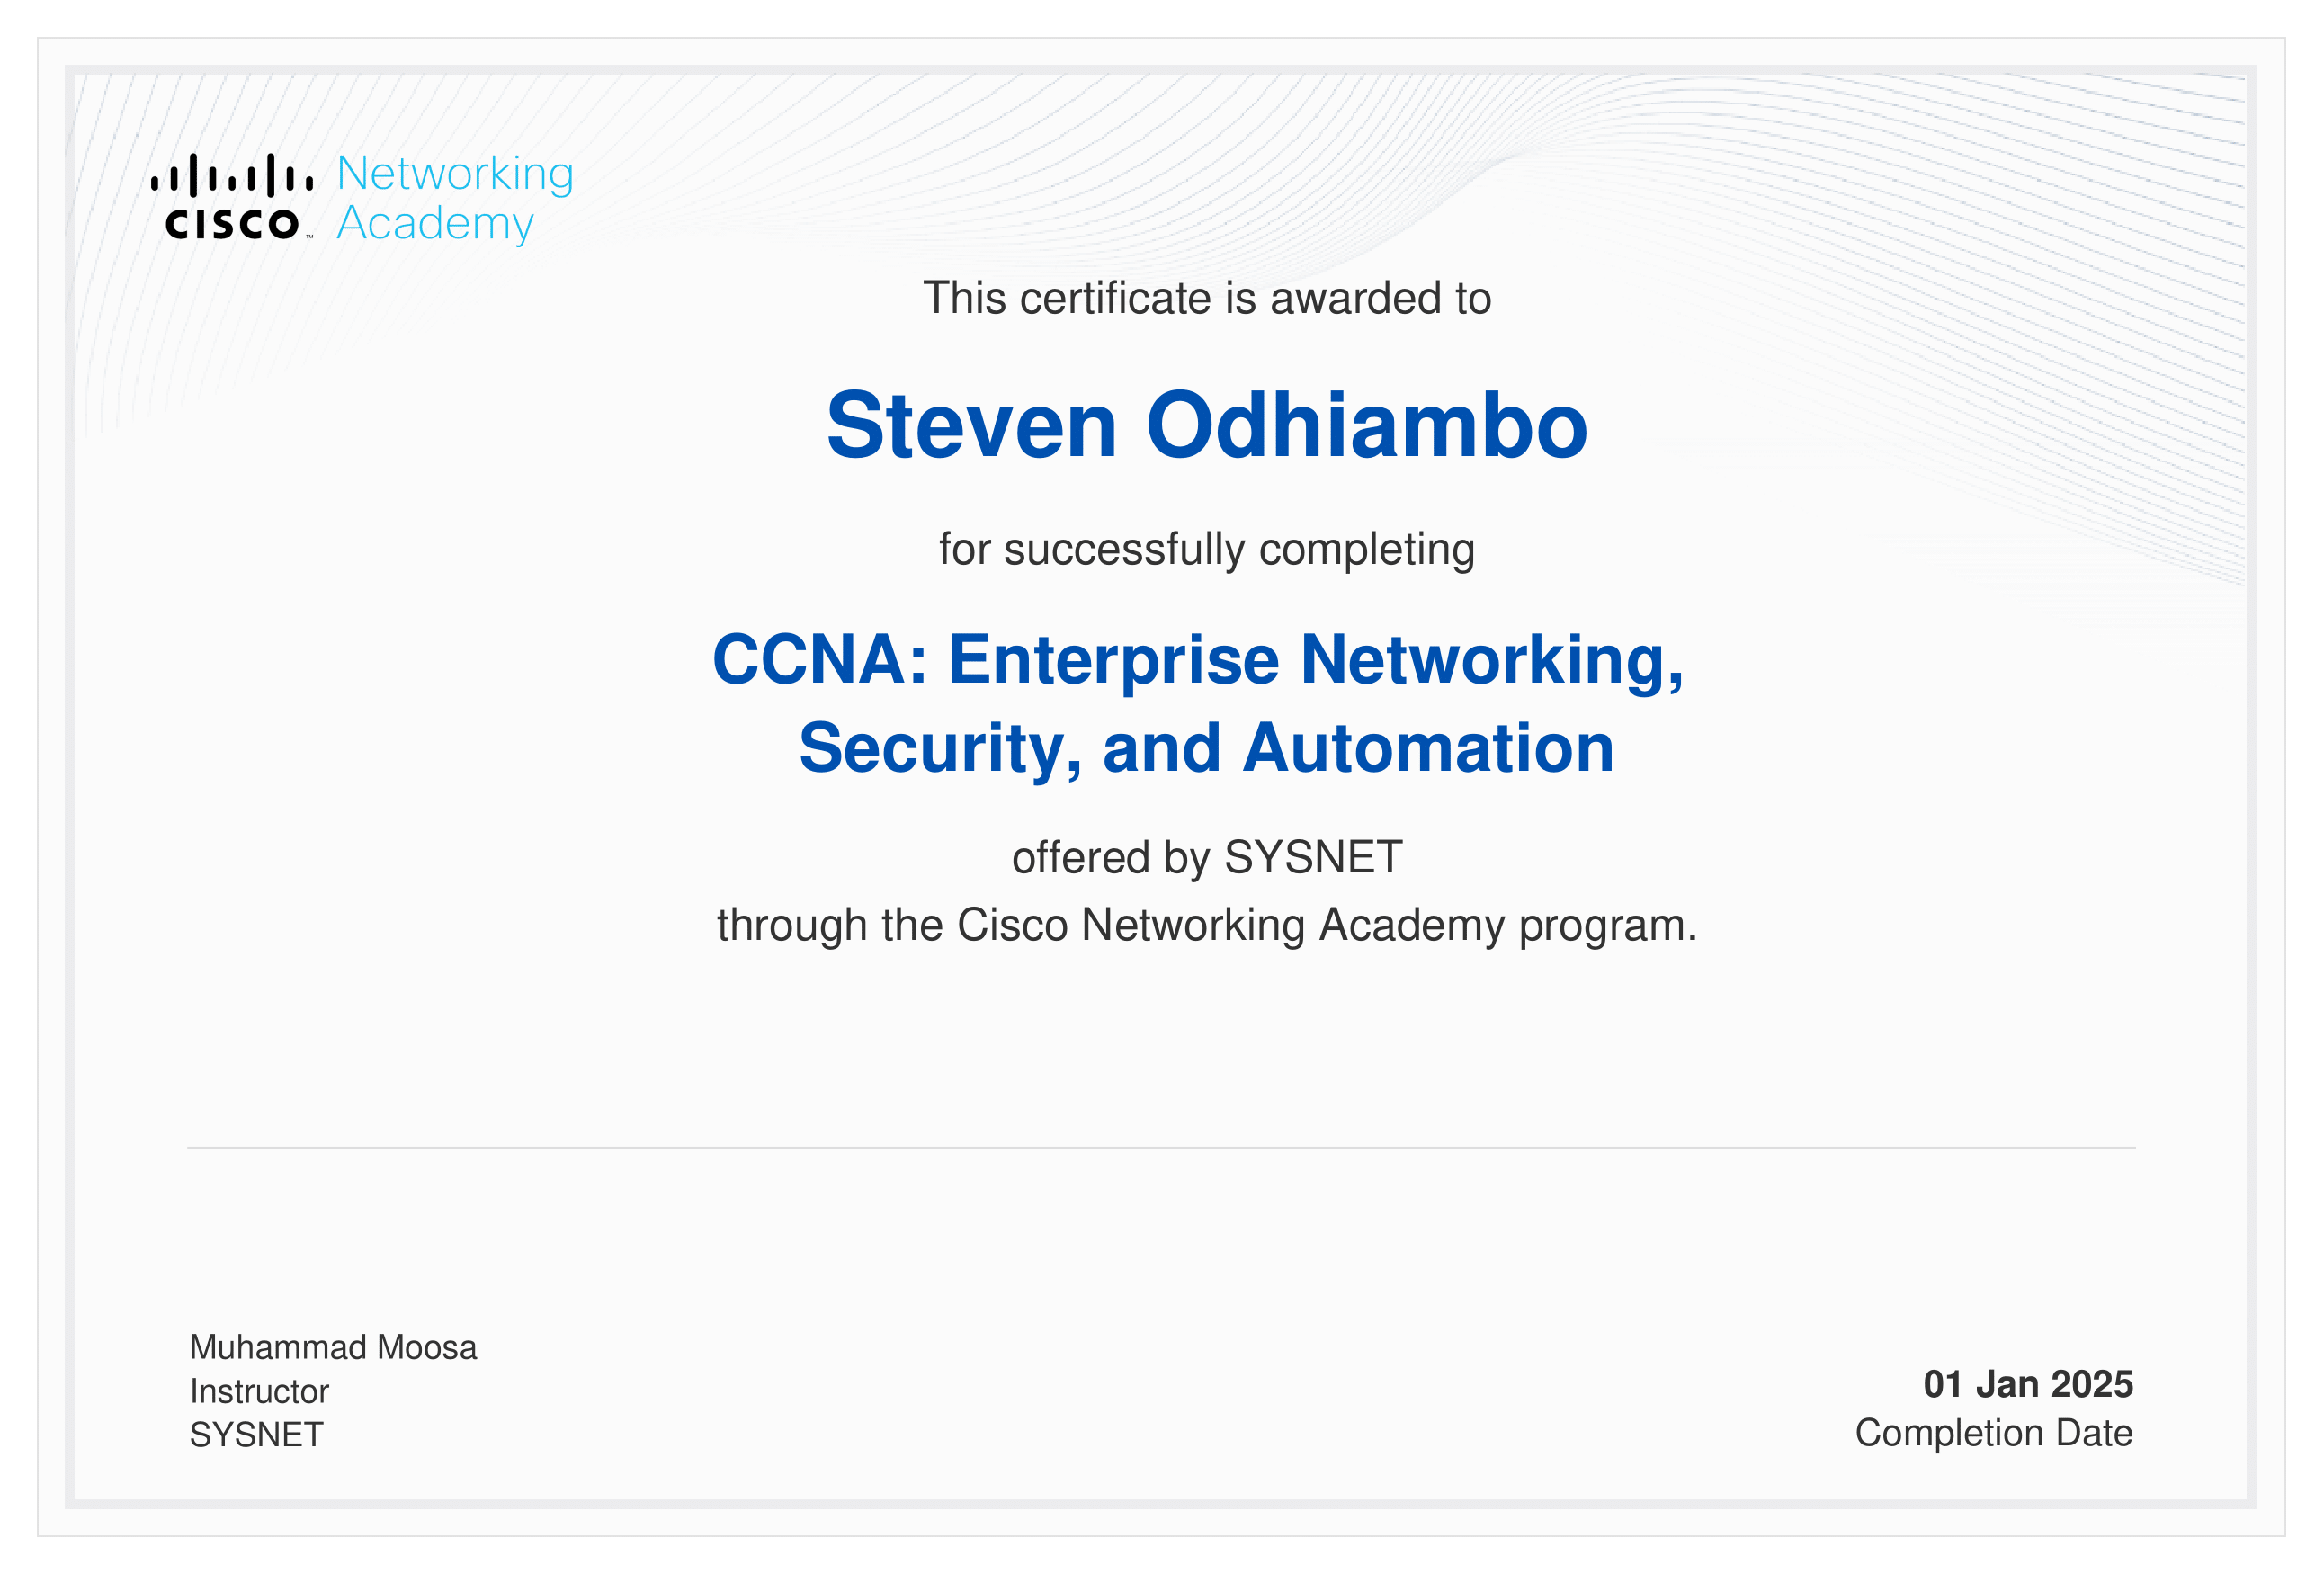 Networking
Academy
CISCO™
This certificate is awarded to
Steven Odhiambo
for successfully completing
CCNA: Enterprise Networking,
Security, and Automation
offered by SYSNET
through the Cisco Networking Academy program.
Muhammad Moosa
Instructor
SYSNET
01 Jan 2025
Completion Date